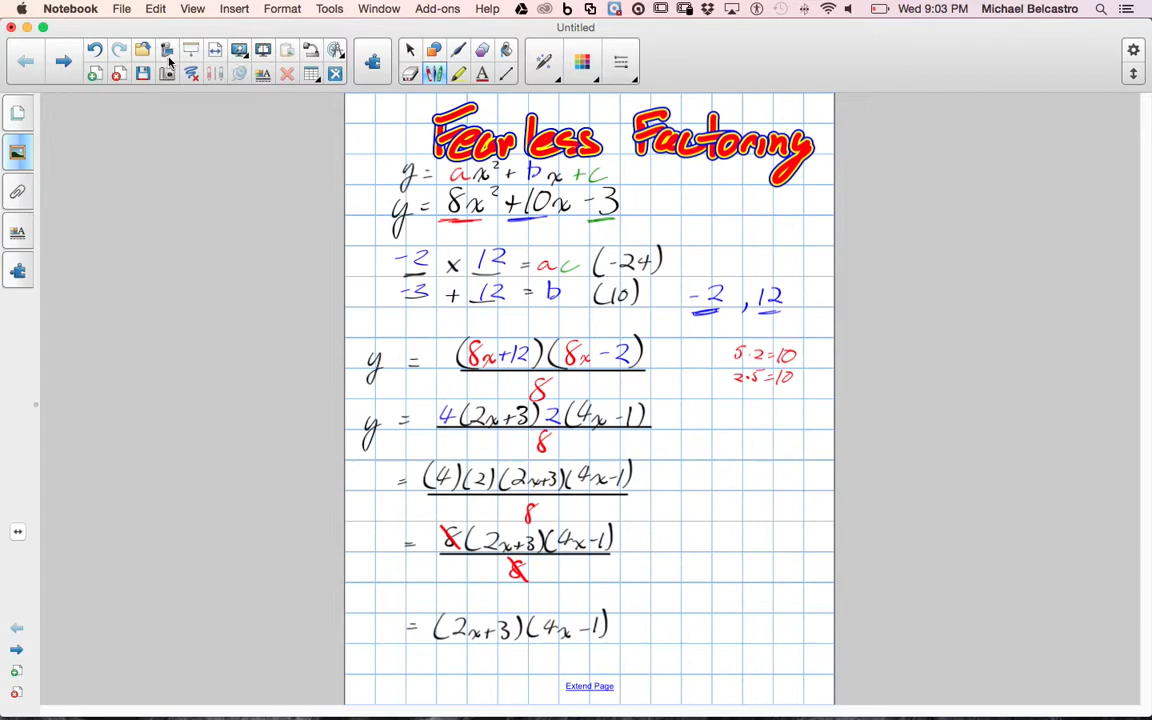 Notebook File Edit View Insert Format Tools Window Add-ons Help Wed 9:03 PM Michael Belcastro
Untitled
Fearless Factoring
y = ax² + bx + c
y = 8x² + 10x - 3
-2 x 12 = ac (-24)
-3 + 12 = b (10)
-2 , 12
y = (8x+12)(8x-2)
8
5·2=10
2·5=10
y = 4(2x+3)2(4x-1)
8
= (4)(2)(2x+3)(4x-1)
8
= 8(2x+3)(4x-1)
8
= (2x+3)(4x-1)
Extend Page